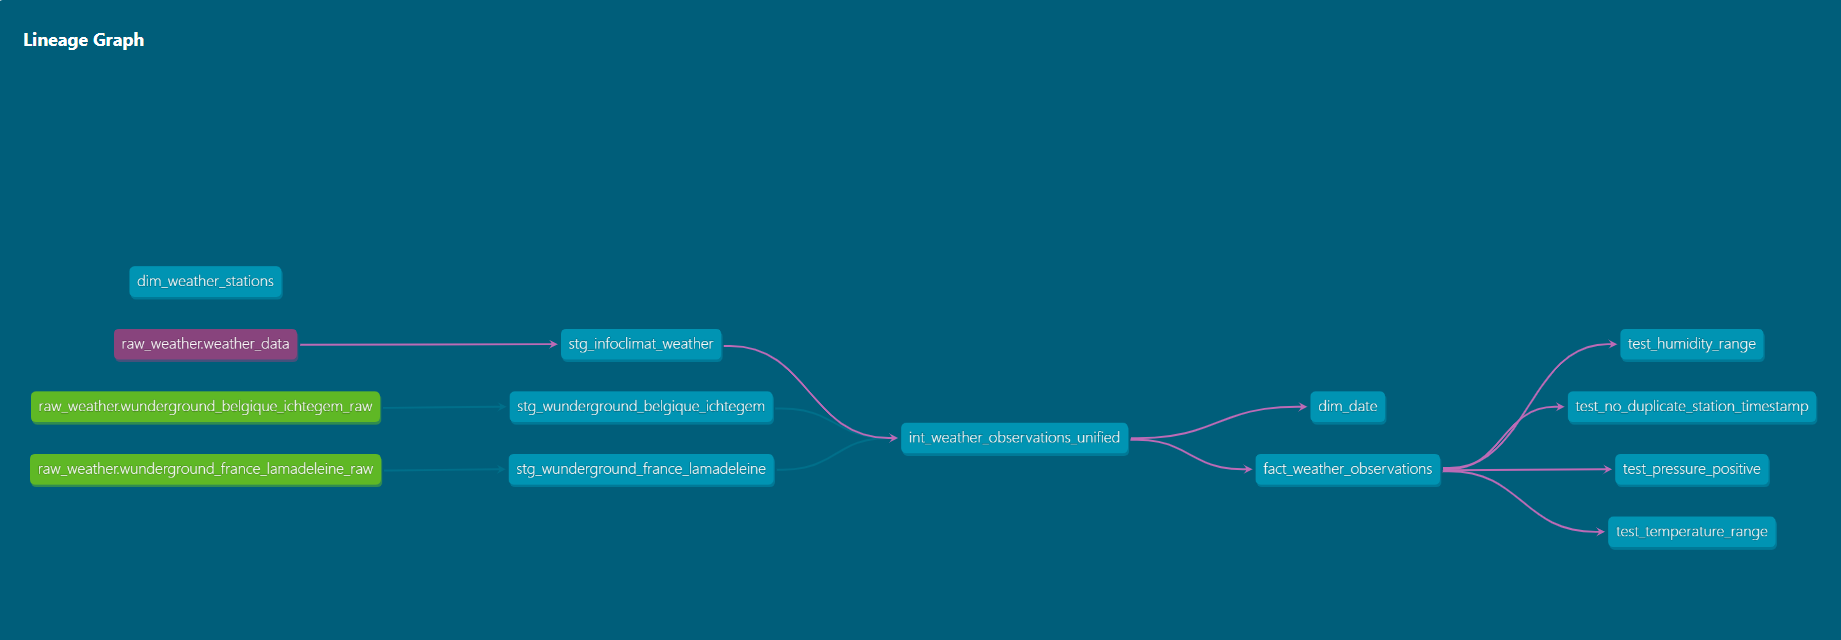 Lineage Graph
dim_weather_stations
raw_weather.weather_data
stg_infoclimat_weather
test_humidity_range
raw_weather.wunderground_belgique_ichtegem_raw
stg_wunderground_belgique_ichtegem
dim_date
test_no_duplicate_station_timestamp
int_weather_observations_unified
raw_weather.wunderground_france_lamadeleine_raw
stg_wunderground_france_lamadeleine
fact_weather_observations
test_pressure_positive
test_temperature_range